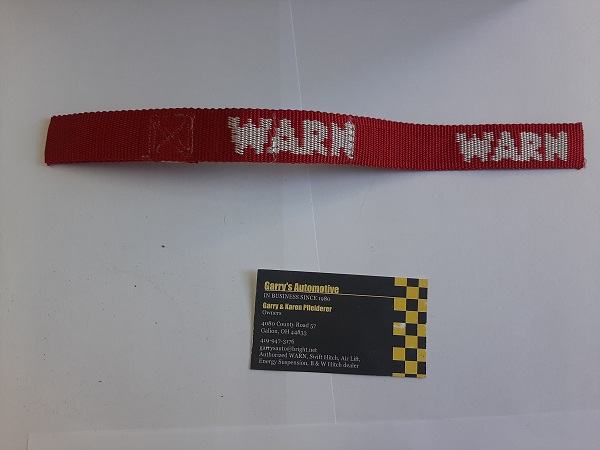 WARN WARN
Garry's Automotive
IN BUSINESS SINCE 1980
Garry & Karen Pfleiderer
Owners
4080 County Road 57
Galion, OH 44833
419-947-3176
garrysauto@bright.net
Authorized WARN, Swift Hitch, Air Lift,
Energy Suspension, B & W Hitch dealer